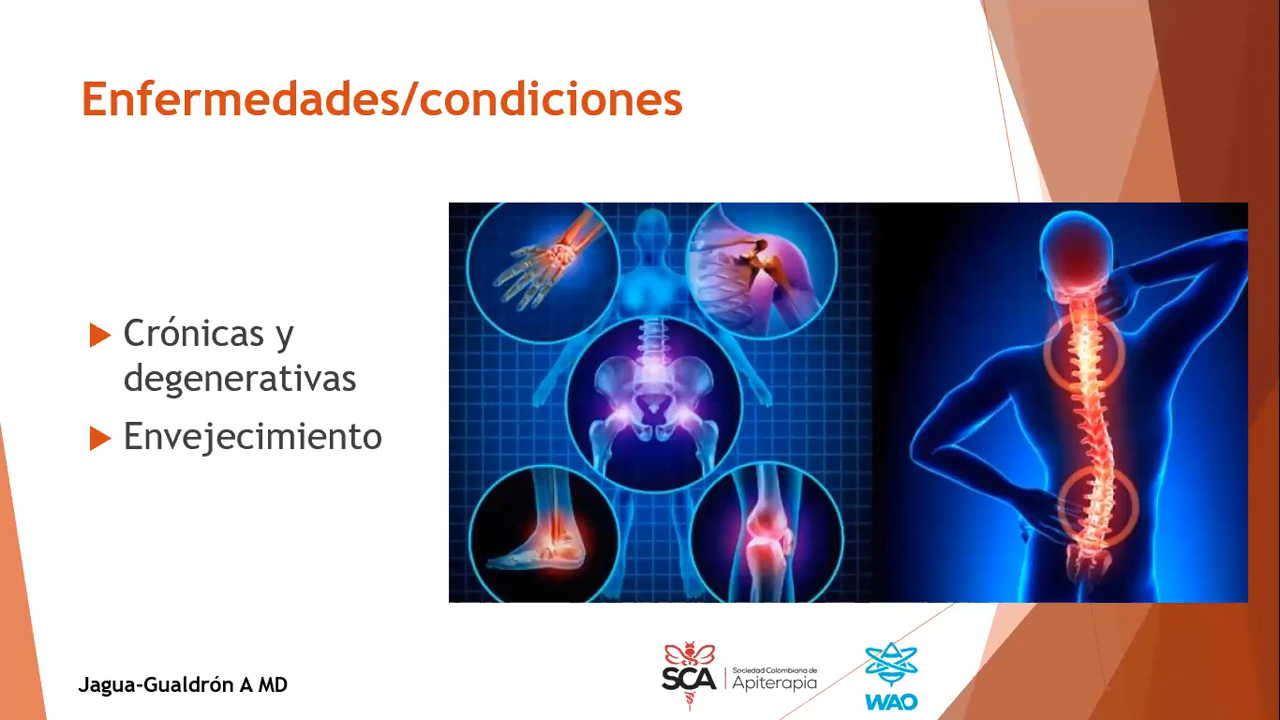 Enfermedades/condiciones
Crónicas y
degenerativas
Envejecimiento
Jagua-Gualdrón A MD
SCA
Sociedad Colombiana de
Apiterapia
WAO